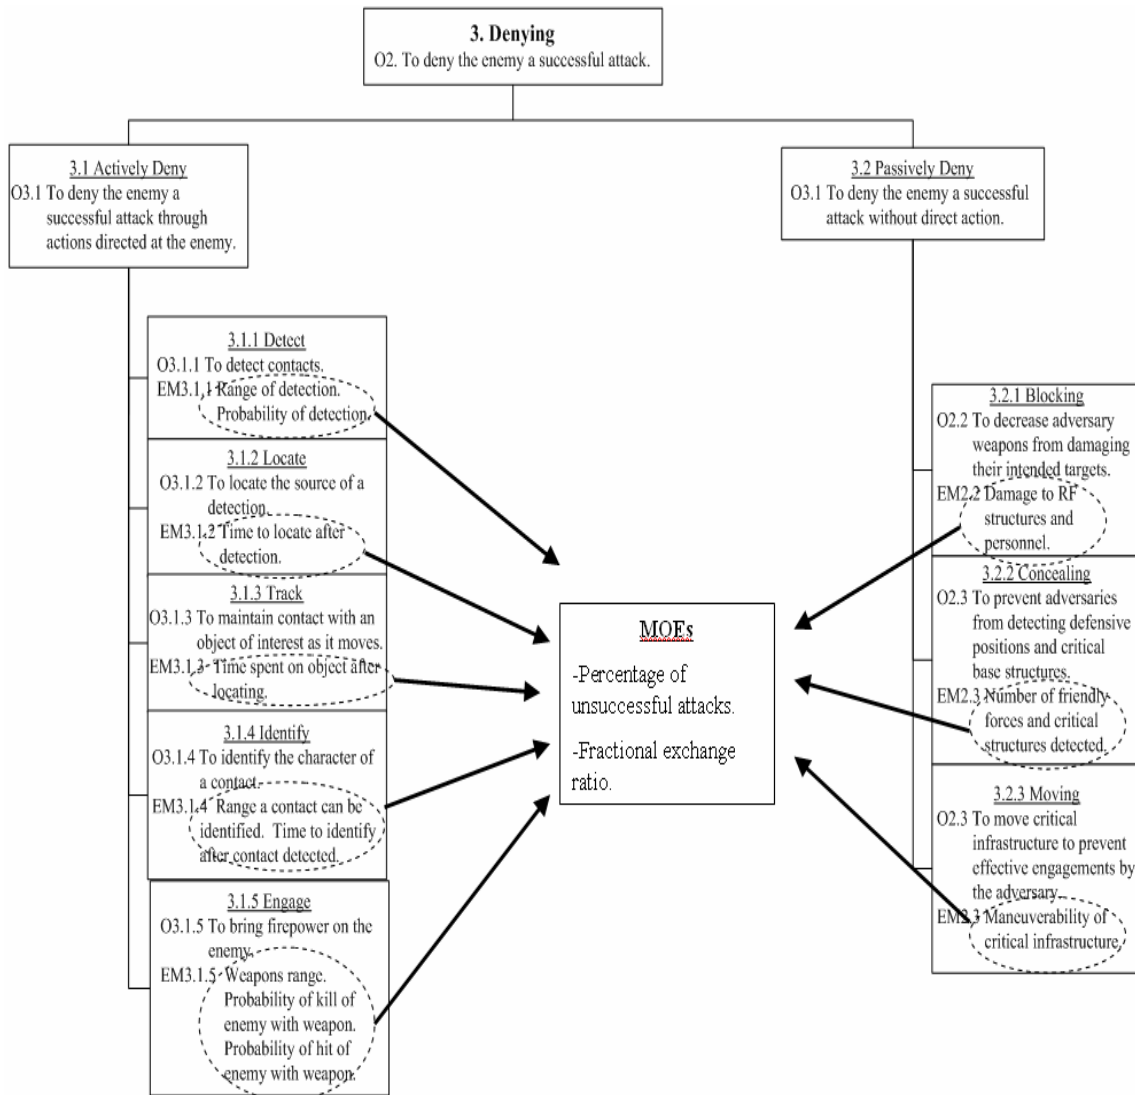 3. Denying
O2. To deny the enemy a successful attack.
3.1 Actively Deny
O3.1 To deny the enemy a
successful attack through
actions directed at the enemy.
3.1.1 Detect
O3.1.1 To detect contacts.
EM3.1.1 Range of detection.
Probability of detection.
3.1.2 Locate
O3.1.2 To locate the source of a
detection.
EM3.1.2 Time to locate after
detection.
3.1.3 Track
O3.1.3 To maintain contact with an
object of interest as it moves.
EM3.1.3 Time spent on object after
locating.
3.1.4 Identify
O3.1.4 To identify the character of
a contact.
EM3.1.4 Range a contact can be
identified. Time to identify
after contact detected.
3.1.5 Engage
O3.1.5 To bring firepower on the
enemy.
EM3.1.5 Weapons range.
Probability of kill of
enemy with weapon.
Probability of hit of
enemy with weapon.
MOEs
-Percentage of
unsuccessful attacks.
-Fractional exchange
ratio.
3.2 Passively Deny
O3.1 To deny the enemy a successful
attack without direct action.
3.2.1 Blocking
O2.2 To decrease adversary
weapons from damaging
their intended targets.
EM2.2 Damage to RF
structures and
personnel.
3.2.2 Concealing
O2.3 To prevent adversaries
from detecting defensive
positions and critical
base structures.
EM2.3 Number of friendly
forces and critical
structures detected.
3.2.3 Moving
O2.3 To move critical
infrastructure to prevent
effective engagements by
the adversary.
EM2.3 Maneuverability of
critical infrastructure.